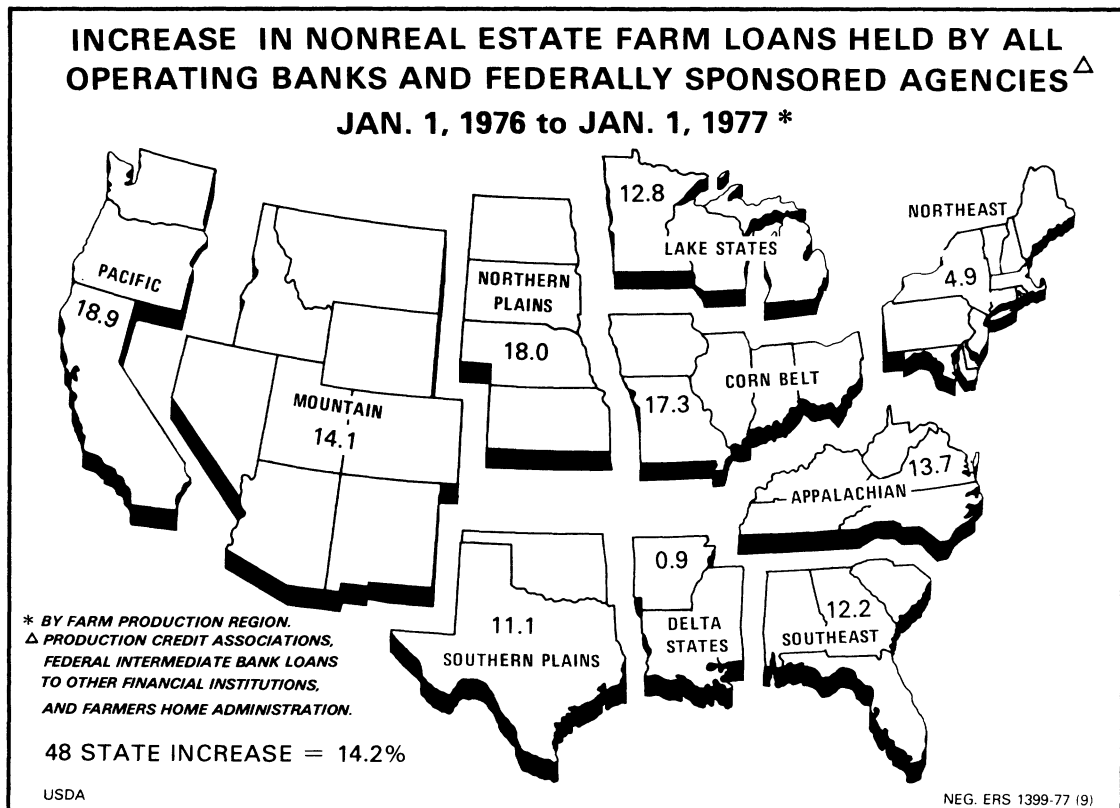 INCREASE IN NONREAL ESTATE FARM LOANS HELD BY ALL
OPERATING BANKS AND FEDERALLY SPONSORED AGENCIES△
JAN. 1, 1976 to JAN. 1, 1977 *
12.8
LAKE STATES
NORTHEAST
4.9
PACIFIC
18.9
NORTHERN
PLAINS
18.0
CORN BELT
17.3
MOUNTAIN
14.1
13.7
APPALACHIAN
0.9
DELTA
STATES
12.2
SOUTHEAST
11.1
SOUTHERN PLAINS
* BY FARM PRODUCTION REGION.
△ PRODUCTION CREDIT ASSOCIATIONS,
FEDERAL INTERMEDIATE BANK LOANS
TO OTHER FINANCIAL INSTITUTIONS,
AND FARMERS HOME ADMINISTRATION.
48 STATE INCREASE = 14.2%
USDA
NEG. ERS 1399-77 (9)